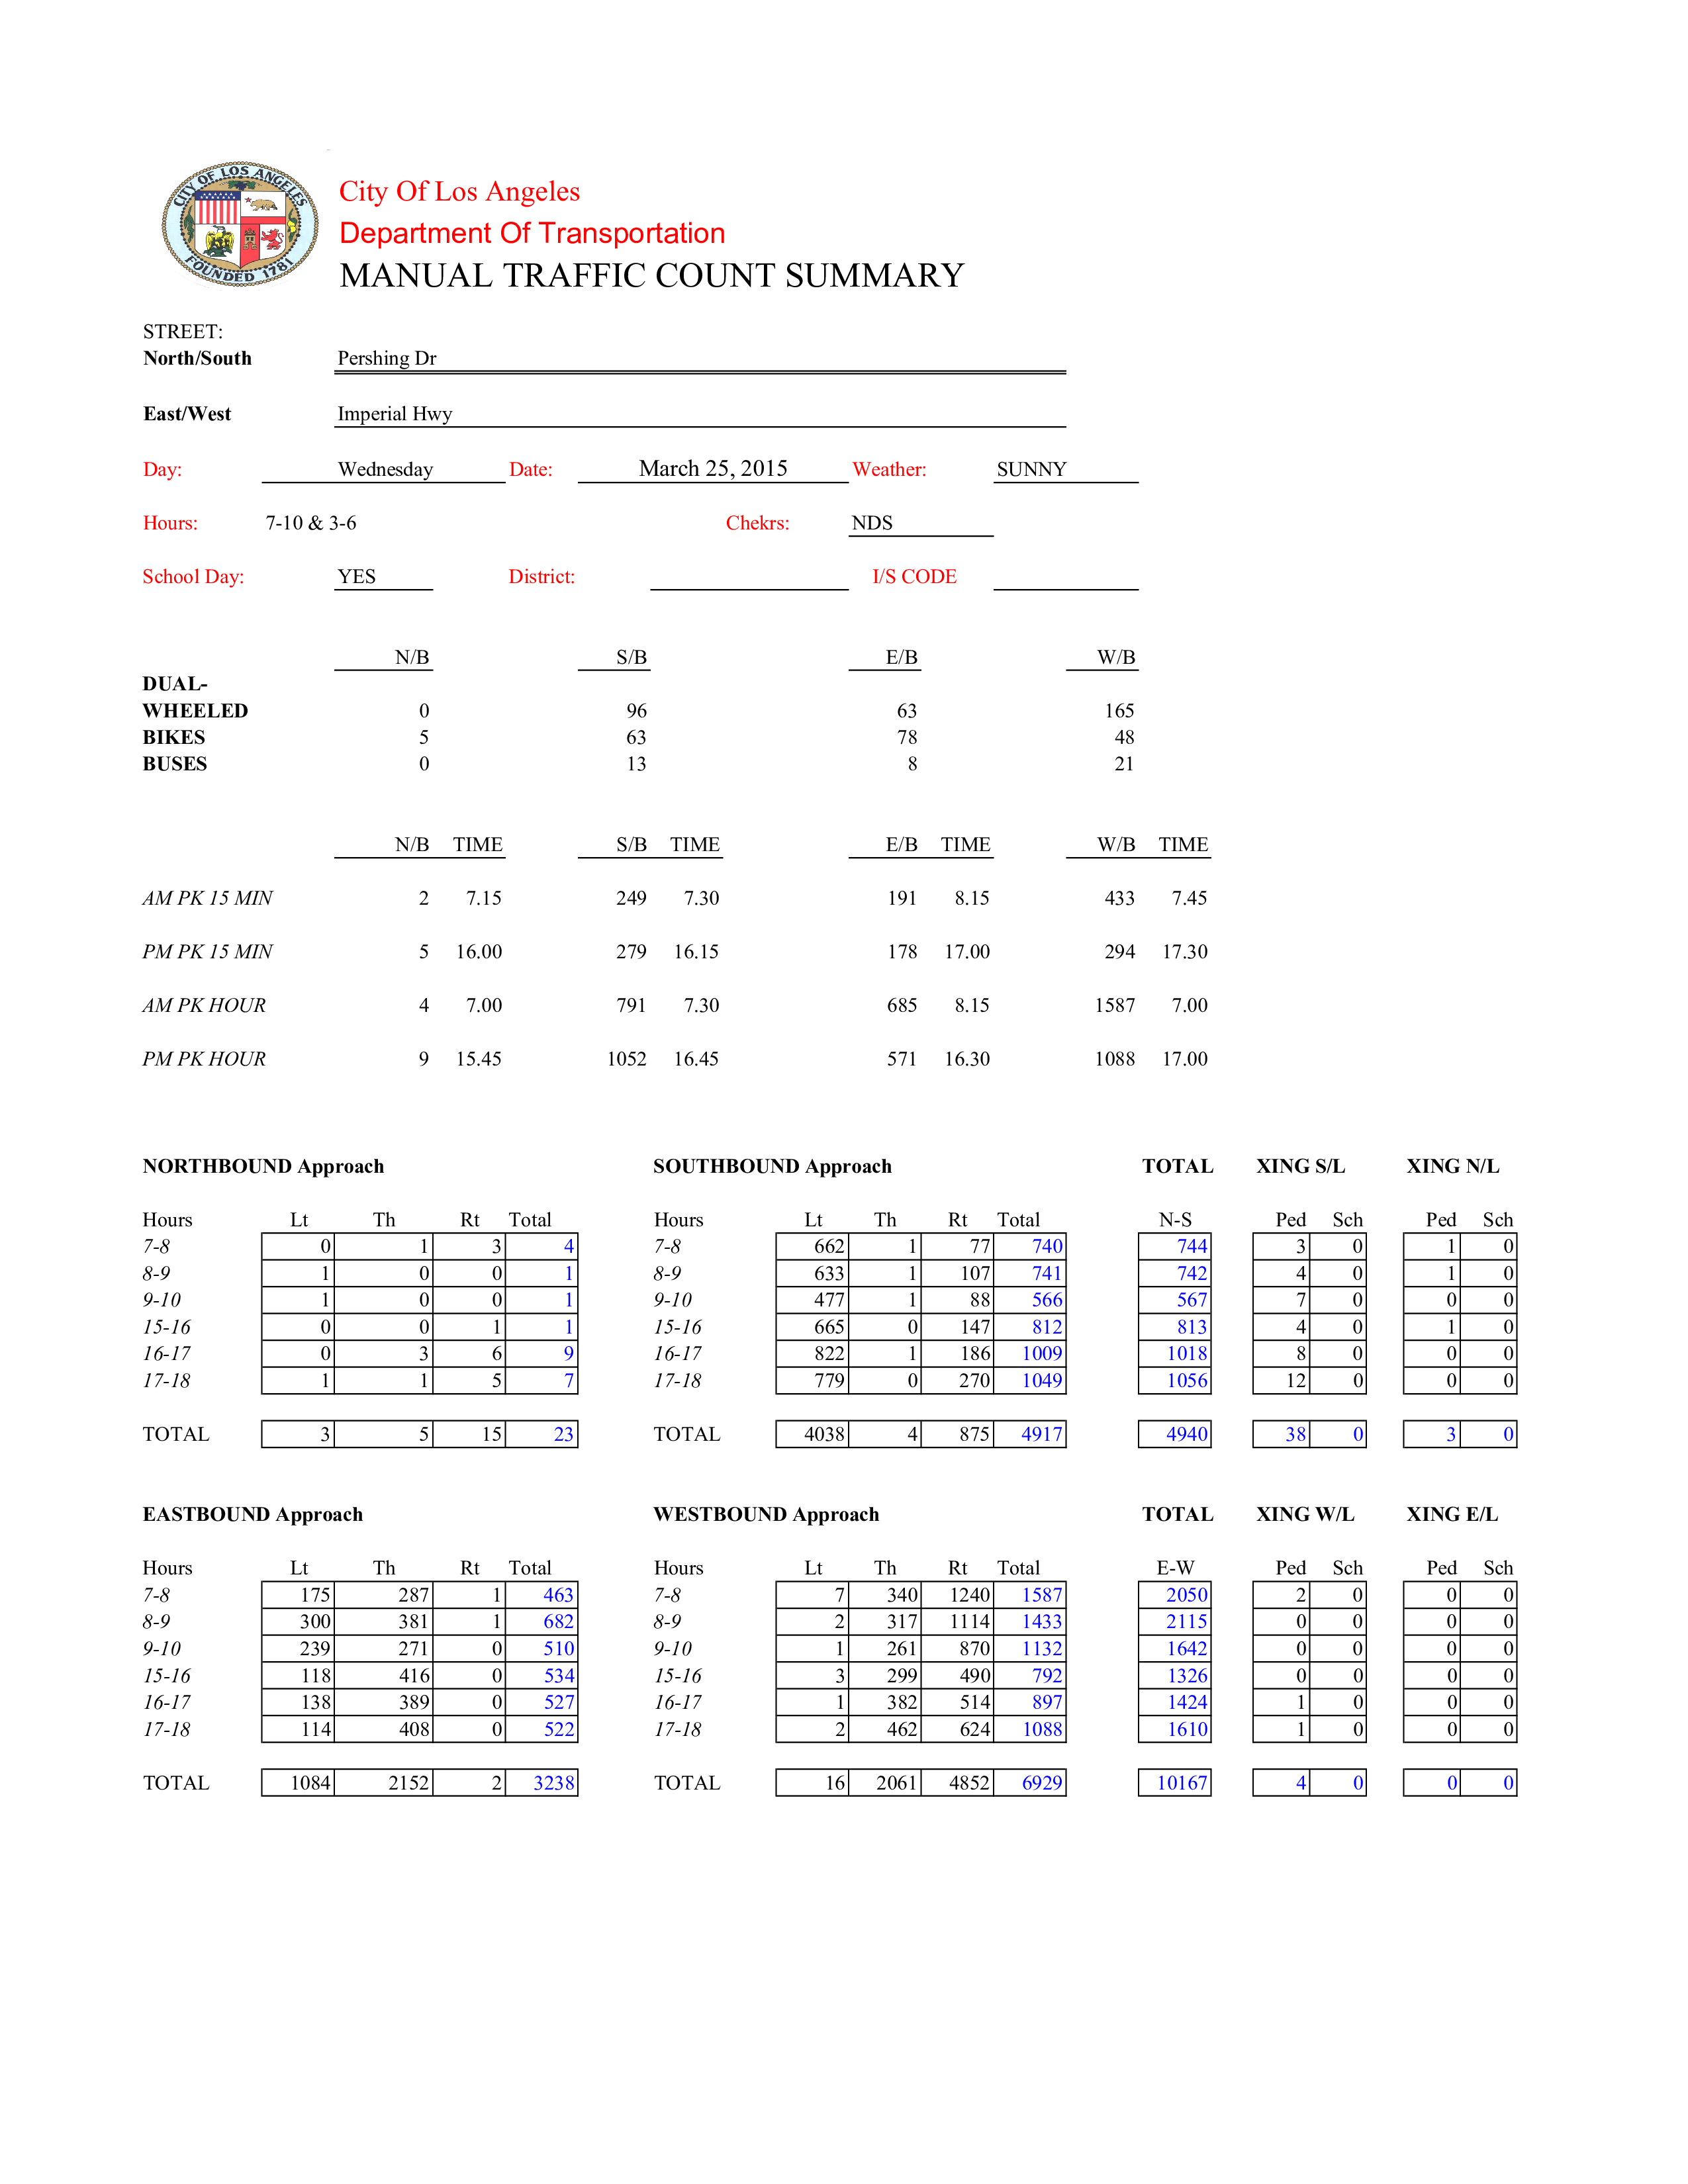 CITY OF LOS ANGELES
FOUNDED 1781
City Of Los Angeles
Department Of Transportation
MANUAL TRAFFIC COUNT SUMMARY
STREET:
North/South Pershing Dr
East/West Imperial Hwy
Day: Wednesday Date: March 25, 2015 Weather: SUNNY
Hours: 7-10 & 3-6 Chekrs: NDS
School Day: YES District: I/S CODE
N/B S/B E/B W/B
DUAL-
WHEELED 0 96 63 165
BIKES 5 63 78 48
BUSES 0 13 8 21
N/B TIME S/B TIME E/B TIME W/B TIME
AM PK 15 MIN 2 7.15 249 7.30 191 8.15 433 7.45
PM PK 15 MIN 5 16.00 279 16.15 178 17.00 294 17.30
AM PK HOUR 4 7.00 791 7.30 685 8.15 1587 7.00
PM PK HOUR 9 15.45 1052 16.45 571 16.30 1088 17.00
NORTHBOUND Approach SOUTHBOUND Approach TOTAL XING S/L XING N/L
Hours Lt Th Rt Total Hours Lt Th Rt Total N-S Ped Sch Ped Sch
7-8 0 1 3 4 7-8 662 1 77 740 744 3 0 1 0
8-9 1 0 0 1 8-9 633 1 107 741 742 4 0 1 0
9-10 1 0 0 1 9-10 477 1 88 566 567 7 0 0 0
15-16 0 0 1 1 15-16 665 0 147 812 813 4 0 1 0
16-17 0 3 6 9 16-17 822 1 186 1009 1018 8 0 0 0
17-18 1 1 5 7 17-18 779 0 270 1049 1056 12 0 0 0
TOTAL 3 5 15 23 TOTAL 4038 4 875 4917 4940 38 0 3 0
EASTBOUND Approach WESTBOUND Approach TOTAL XING W/L XING E/L
Hours Lt Th Rt Total Hours Lt Th Rt Total E-W Ped Sch Ped Sch
7-8 175 287 1 463 7-8 7 340 1240 1587 2050 2 0 0 0
8-9 300 381 1 682 8-9 2 317 1114 1433 2115 0 0 0 0
9-10 239 271 0 510 9-10 1 261 870 1132 1642 0 0 0 0
15-16 118 416 0 534 15-16 3 299 490 792 1326 0 0 0 0
16-17 138 389 0 527 16-17 1 382 514 897 1424 1 0 0 0
17-18 114 408 0 522 17-18 2 462 624 1088 1610 1 0 0 0
TOTAL 1084 2152 2 3238 TOTAL 16 2061 4852 6929 10167 4 0 0 0